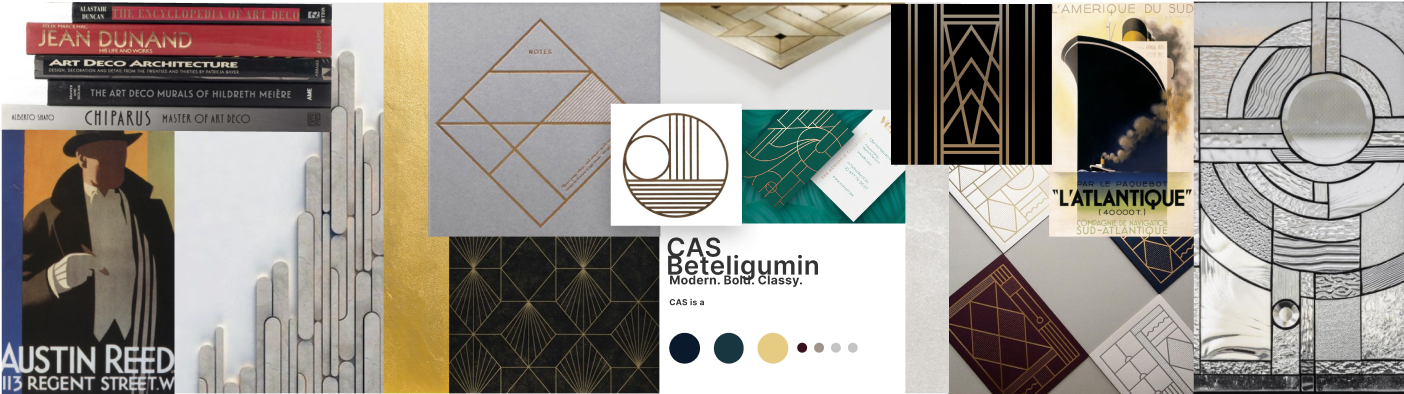 ALASTAIR
DUNCAN
THE ENCYCLOPEDIA OF ART DECO
FÉLIX MARCILHAC
JEAN DUNAND
HIS LIFE AND WORKS
ART DECO ARCHITECTURE
DESIGN, DECORATION AND DETAIL FROM THE TWENTIES AND THIRTIES BY PATRICIA BAYER
THE ART DECO MURALS OF HILDRETH MEIÈRE
ALBERTO SHAYO
CHIPARUS
MASTER OF ART DECO
AUSTIN REED
113 REGENT STREET.W
NOTES
CAS
Beteligumin
Modern. Bold. Classy.
CAS is a
L'AMERIQUE DU SUD
PAR LE PAQUEBOT
"L'ATLANTIQUE"
(40000T.)
COMPAGNIE DE NAVIGATION
SUD-ATLANTIQUE